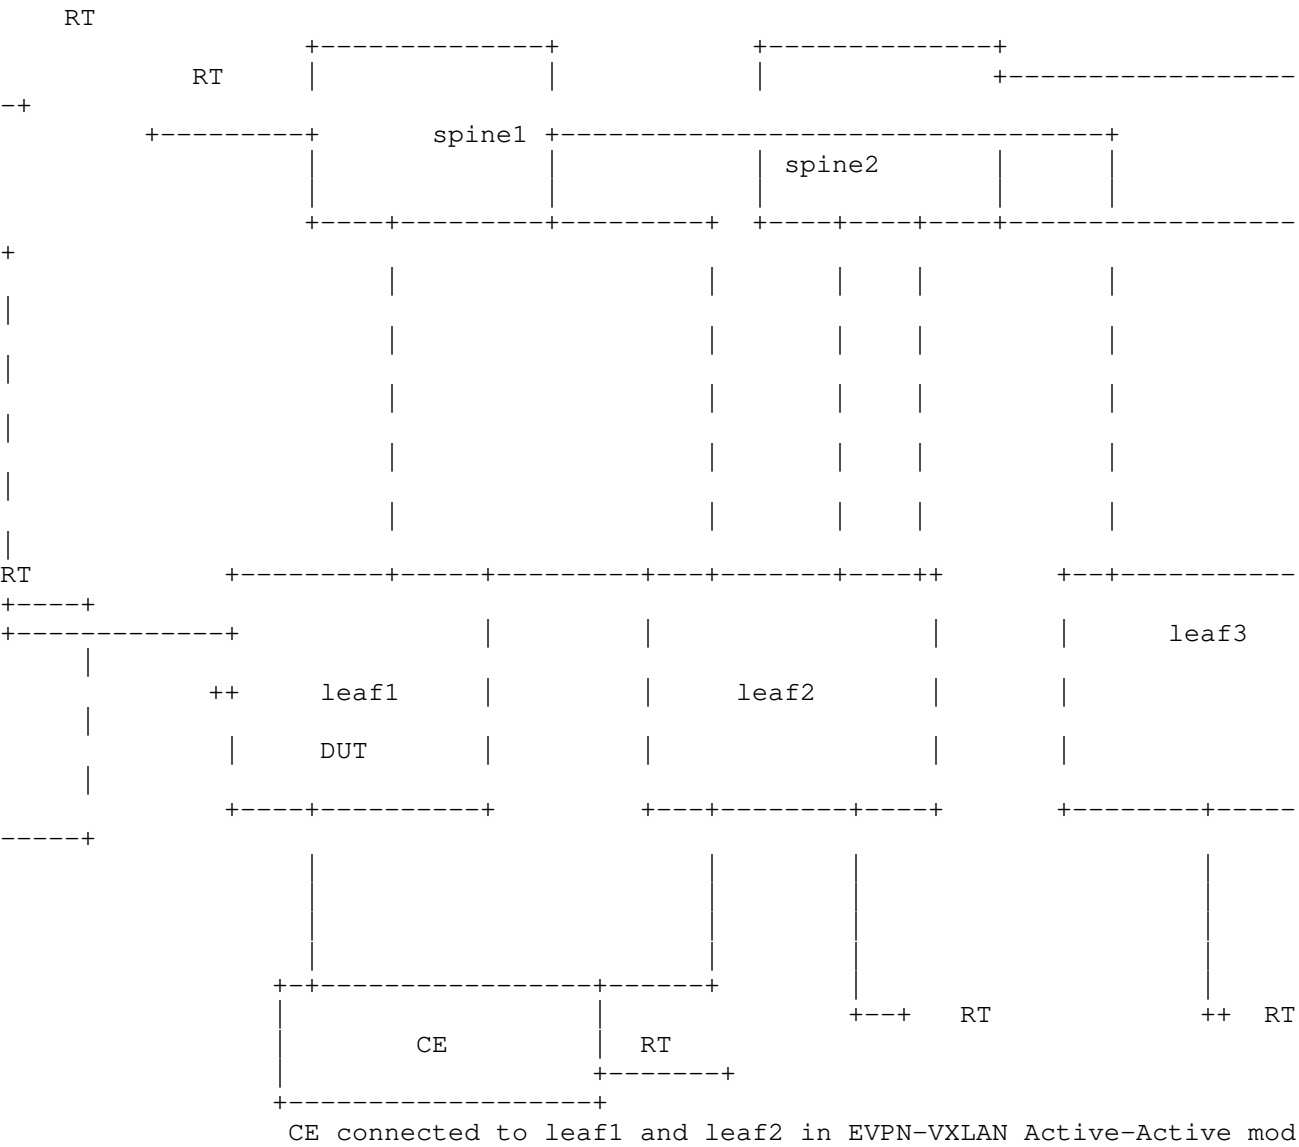 RT
RT
spine1
spine2
RT
leaf3
leaf1
leaf2
DUT
RT
RT
CE
RT
CE connected to leaf1 and leaf2 in EVPN-VXLAN Active-Active mod